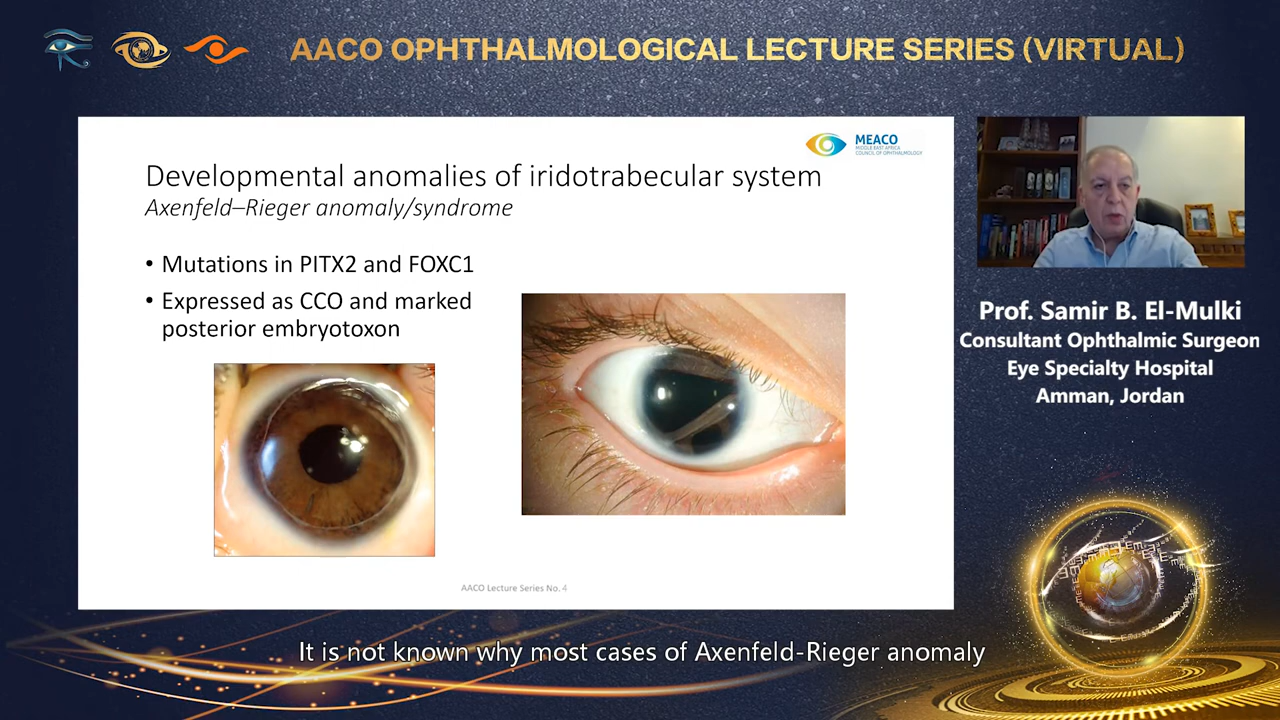 AACO OPHTHALMOLOGICAL LECTURE SERIES (VIRTUAL)
MEACO
MIDDLE EAST AFRICA
COUNCIL OF OPHTHALMOLOGY
Developmental anomalies of iridotrabecular system
Axenfeld–Rieger anomaly/syndrome
• Mutations in PITX2 and FOXC1
• Expressed as CCO and marked
posterior embryotoxon
AACO Lecture Series No. 4
Prof. Samir B. El-Mulki
Consultant Ophthalmic Surgeon
Eye Specialty Hospital
Amman, Jordan
It is not known why most cases of Axenfeld-Rieger anomaly